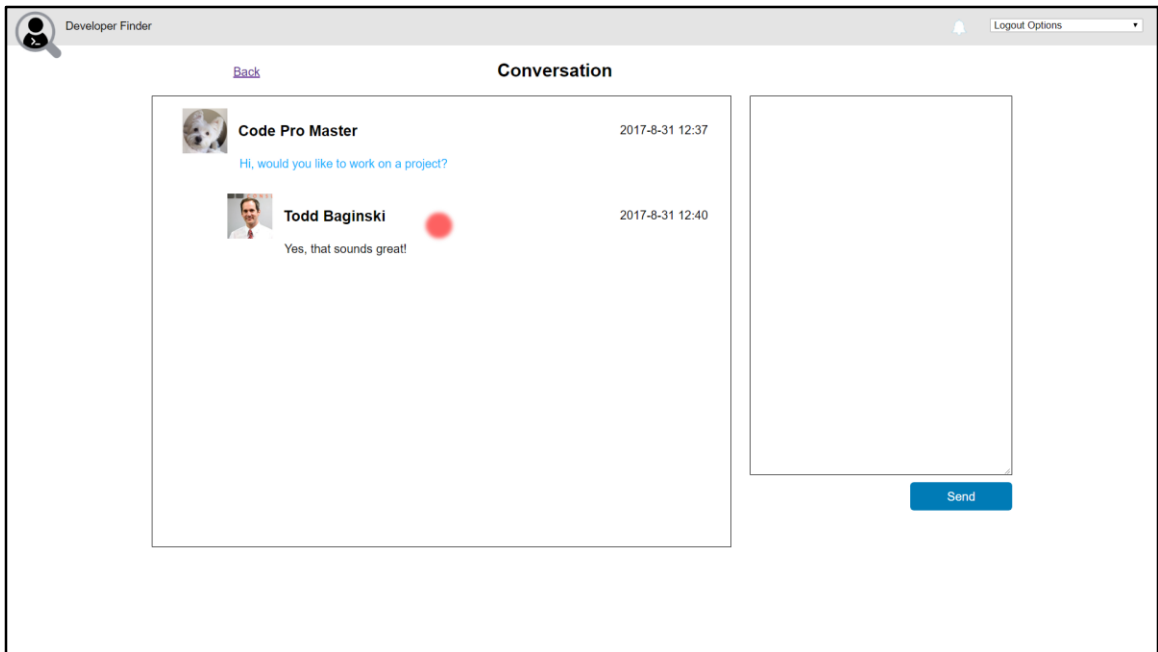 Developer Finder
Logout Options
Back
Conversation
Code Pro Master
2017-8-31 12:37
Hi, would you like to work on a project?
Todd Baginski
2017-8-31 12:40
Yes, that sounds great!
Send